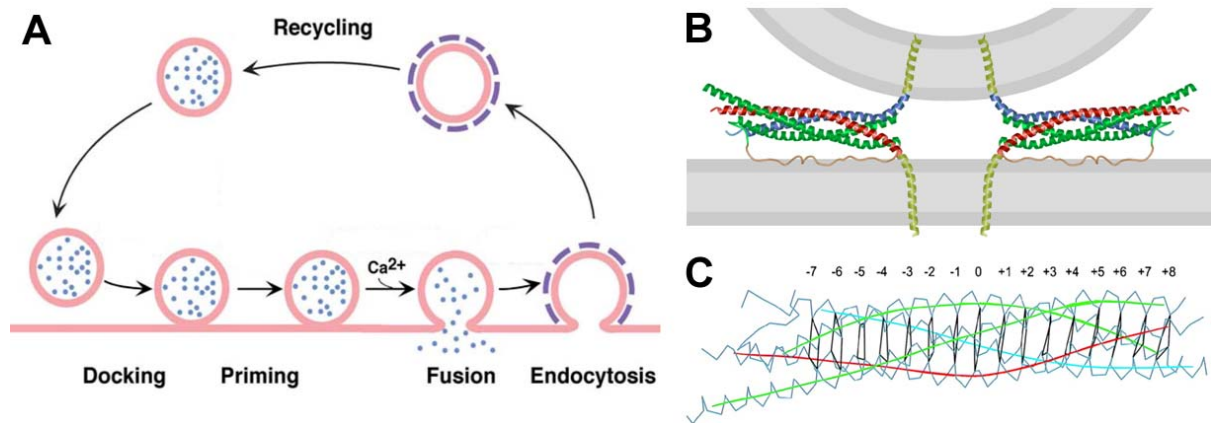 A
Recycling
Ca2+
Docking Priming Fusion Endocytosis
B
C
-7 -6 -5 -4 -3 -2 -1 0 +1 +2 +3 +4 +5 +6 +7 +8